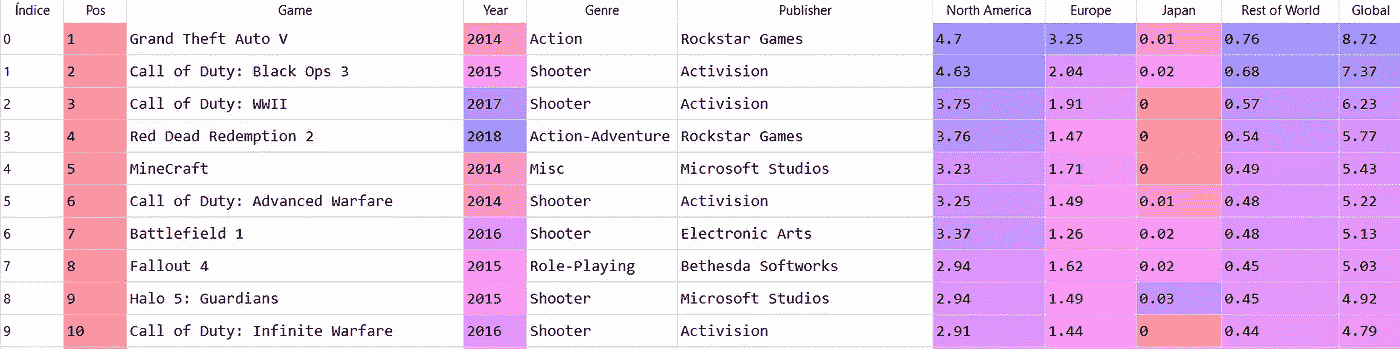 Índice Pos Game Year Genre Publisher North America Europe Japan Rest of World Global
0 1 Grand Theft Auto V 2014 Action Rockstar Games 4.7 3.25 0.01 0.76 8.72
1 2 Call of Duty: Black Ops 3 2015 Shooter Activision 4.63 2.04 0.02 0.68 7.37
2 3 Call of Duty: WWII 2017 Shooter Activision 3.75 1.91 0 0.57 6.23
3 4 Red Dead Redemption 2 2018 Action-Adventure Rockstar Games 3.76 1.47 0 0.54 5.77
4 5 MineCraft 2014 Misc Microsoft Studios 3.23 1.71 0 0.49 5.43
5 6 Call of Duty: Advanced Warfare 2014 Shooter Activision 3.25 1.49 0.01 0.48 5.22
6 7 Battlefield 1 2016 Shooter Electronic Arts 3.37 1.26 0.02 0.48 5.13
7 8 Fallout 4 2015 Role-Playing Bethesda Softworks 2.94 1.62 0.02 0.45 5.03
8 9 Halo 5: Guardians 2015 Shooter Microsoft Studios 2.94 1.49 0.03 0.45 4.92
9 10 Call of Duty: Infinite Warfare 2016 Shooter Activision 2.91 1.44 0 0.44 4.79